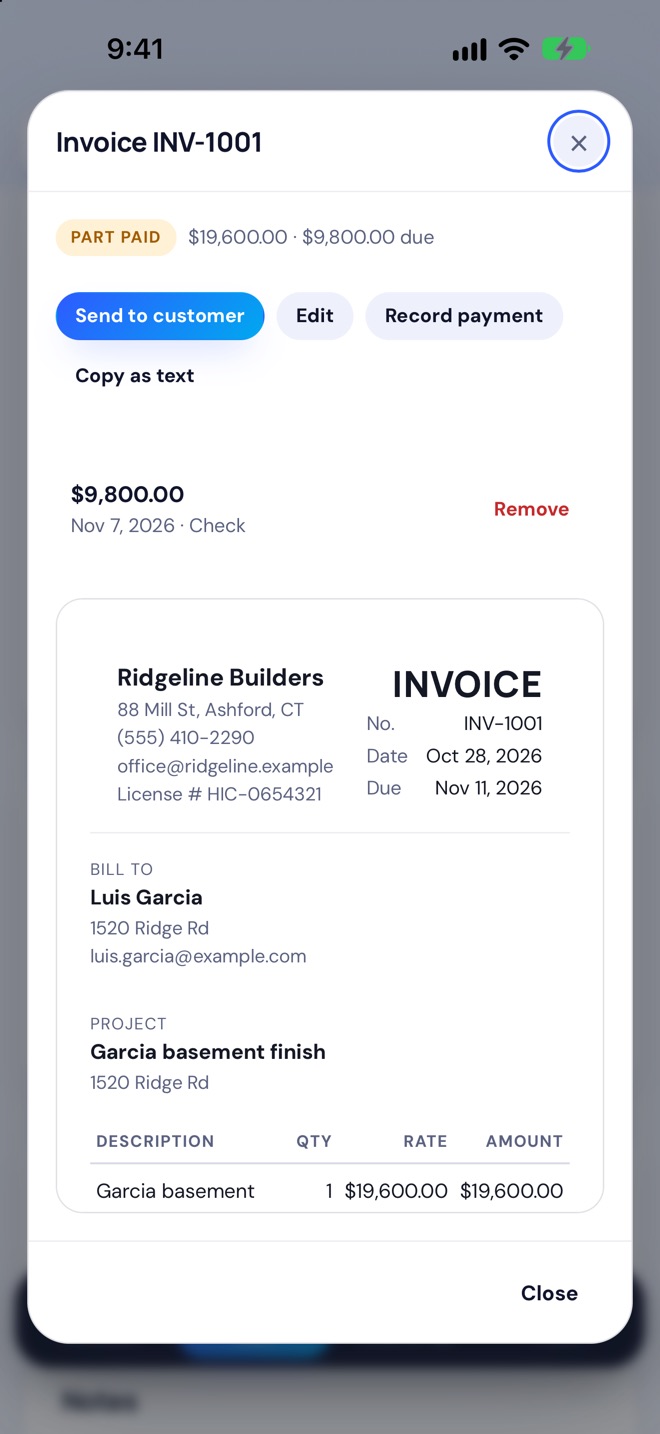 9:41
Invoice INV-1001
PART PAID $19,600.00 · $9,800.00 due
Send to customer Edit Record payment
Copy as text
$9,800.00
Nov 7, 2026 · Check
Remove
Ridgeline Builders
88 Mill St, Ashford, CT
(555) 410-2290
office@ridgeline.example
License # HIC-0654321
INVOICE
No. INV-1001
Date Oct 28, 2026
Due Nov 11, 2026
BILL TO
Luis Garcia
1520 Ridge Rd
luis.garcia@example.com
PROJECT
Garcia basement finish
1520 Ridge Rd
DESCRIPTION QTY RATE AMOUNT
Garcia basement 1 $19,600.00 $19,600.00
Close
Notes